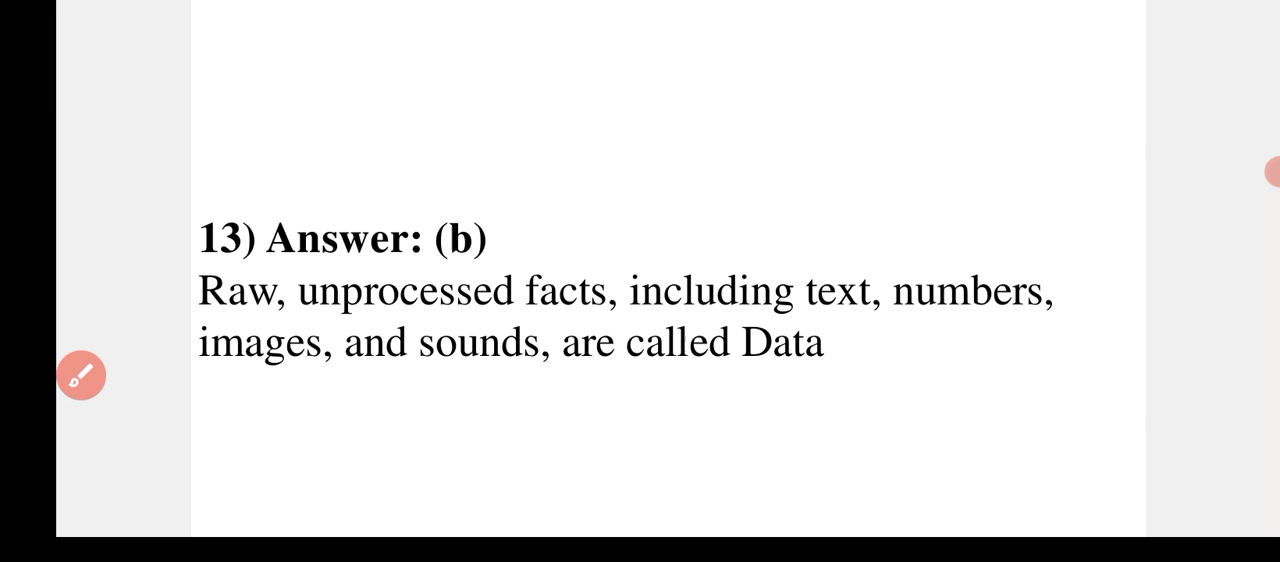 13) Answer: (b)
Raw, unprocessed facts, including text, numbers,
images, and sounds, are called Data